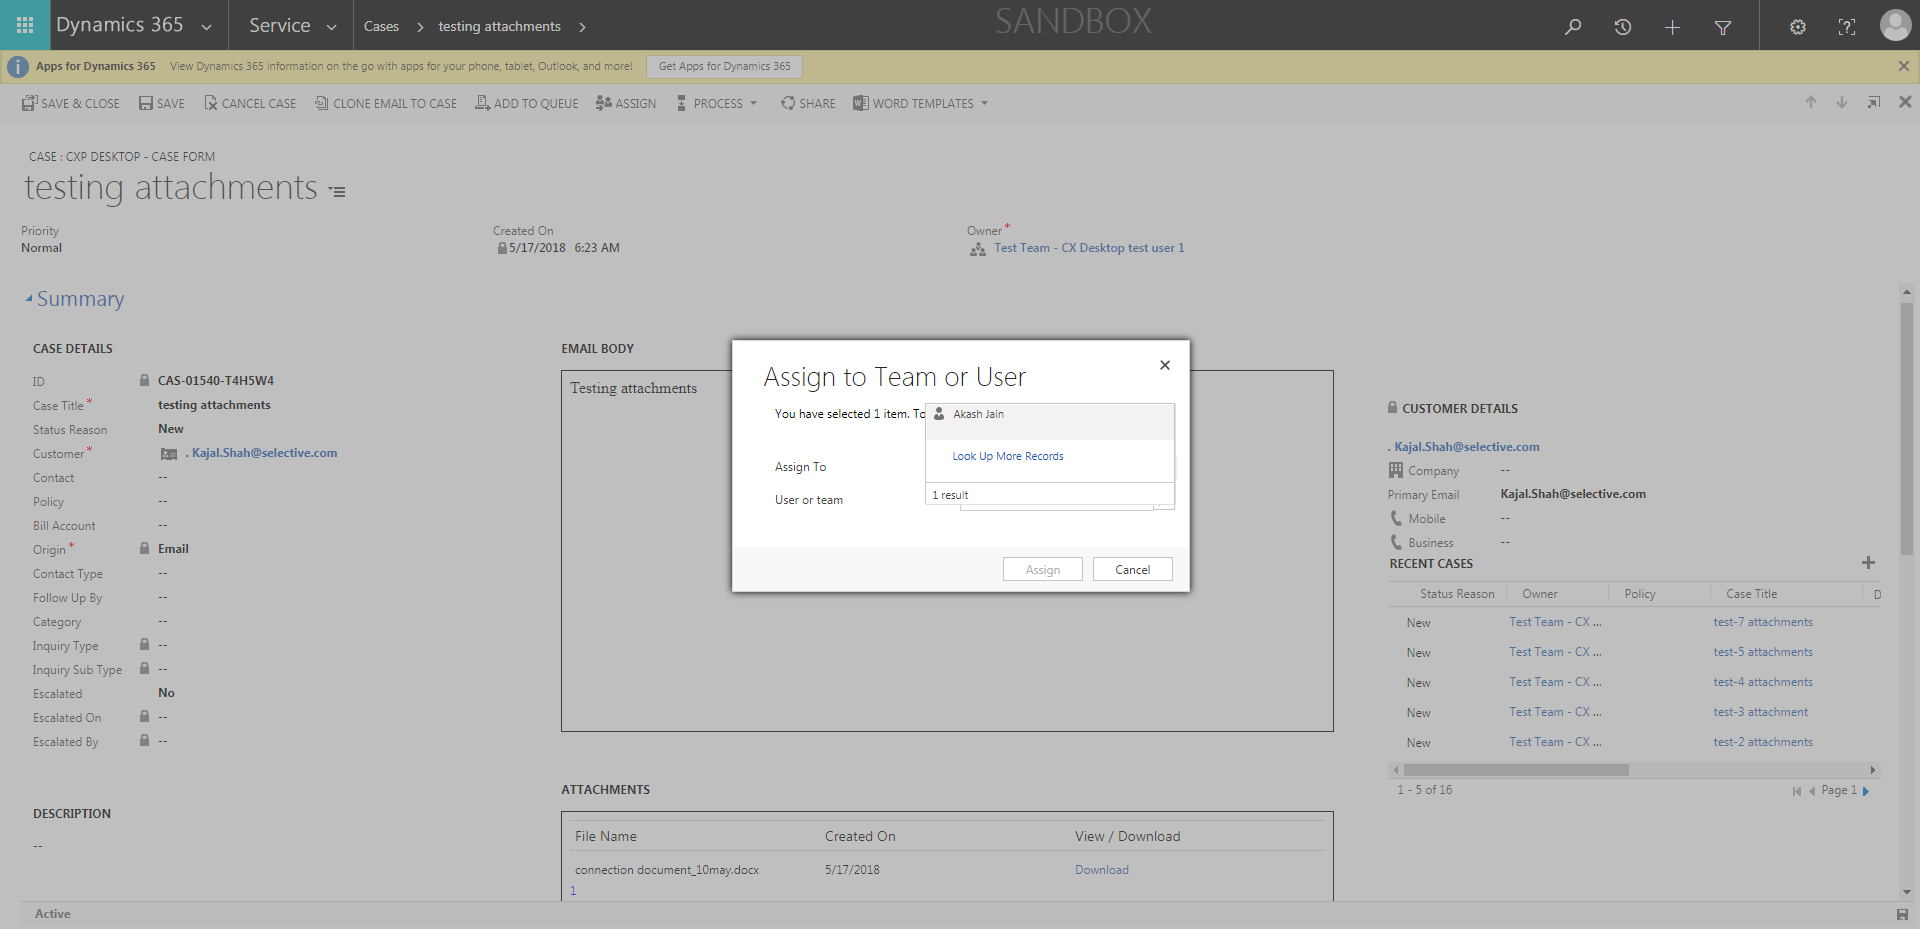 Dynamics 365 Service Cases testing attachments SANDBOX
Apps for Dynamics 365 View Dynamics 365 information on the go with apps for your phone, tablet, Outlook, and more! Get Apps for Dynamics 365
SAVE & CLOSE SAVE CANCEL CASE CLONE EMAIL TO CASE ADD TO QUEUE ASSIGN PROCESS SHARE WORD TEMPLATES
CASE : CXP DESKTOP - CASE FORM
testing attachments
Priority
Normal
Created On
5/17/2018 6:23 AM
Owner*
Test Team - CX Desktop test user 1
Summary
CASE DETAILS
ID CAS-01540-T4H5W4
Case Title* testing attachments
Status Reason New
Customer* . Kajal.Shah@selective.com
Contact --
Policy --
Bill Account --
Origin* Email
Contact Type --
Follow Up By --
Category --
Inquiry Type --
Inquiry Sub Type --
Escalated No
Escalated On --
Escalated By --
DESCRIPTION
--
EMAIL BODY
Testing attachments
Assign to Team or User
You have selected 1 item. To
Akash Jain
Look Up More Records
1 result
Assign To
User or team
Assign Cancel
ATTACHMENTS
File Name Created On View / Download
connection document_10may.docx 5/17/2018 Download
1
CUSTOMER DETAILS
. Kajal.Shah@selective.com
Company --
Primary Email Kajal.Shah@selective.com
Mobile --
Business --
RECENT CASES
Status Reason Owner Policy Case Title D
New Test Team - CX ... test-7 attachments
New Test Team - CX ... test-5 attachments
New Test Team - CX ... test-4 attachments
New Test Team - CX ... test-3 attachment
New Test Team - CX ... test-2 attachments
1 - 5 of 16 Page 1
Active